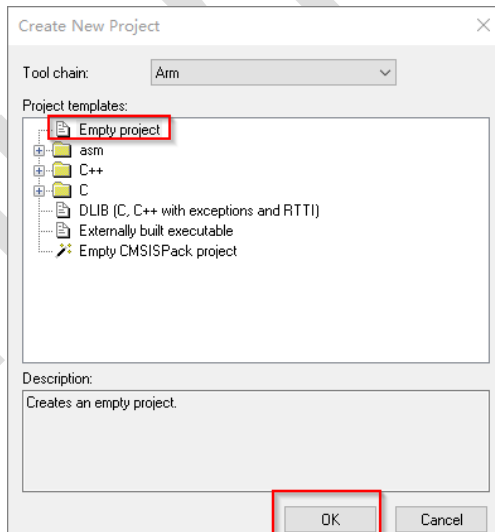 Create New Project
Tool chain: Arm
Project templates:
Empty project
asm
C++
C
DLIB (C, C++ with exceptions and RTTI)
Externally built executable
Empty CMSISPack project
Description:
Creates an empty project.
OK Cancel